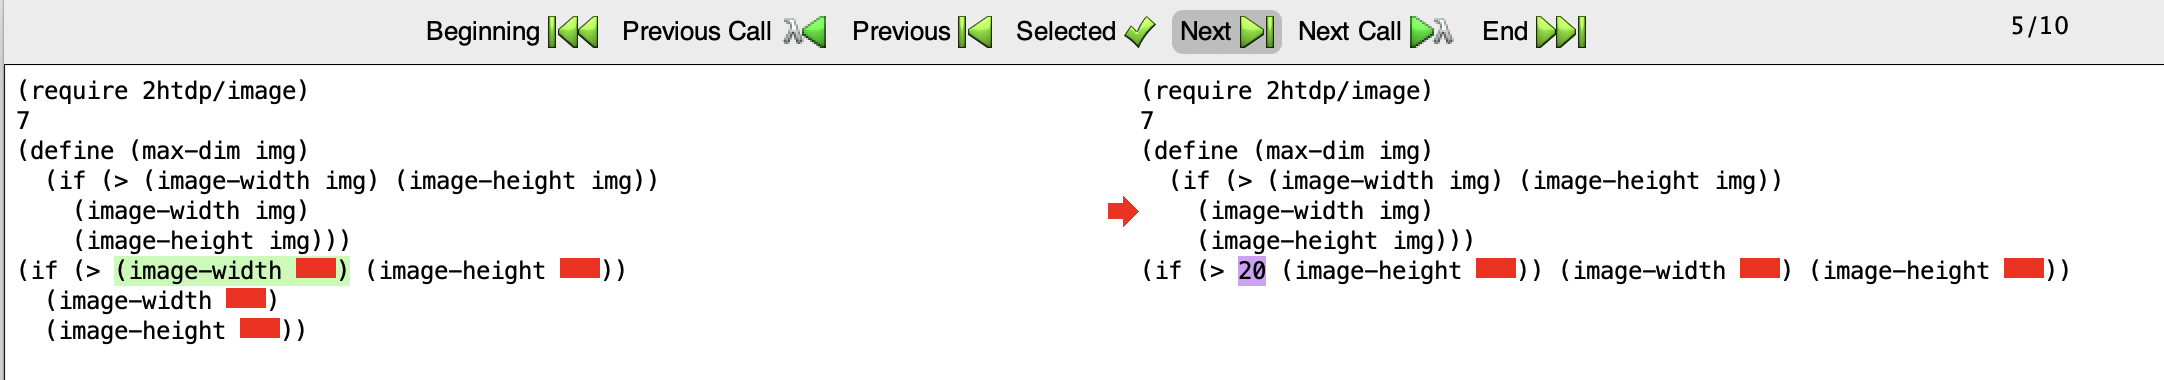 Beginning Previous Call Previous Selected Next Next Call End 5/10
(require 2htdp/image)
7
(define (max-dim img)
(if (> (image-width img) (image-height img))
(image-width img)
(image-height img)))
(if (> (image-width ) (image-height ))
(image-width )
(image-height ))
(require 2htdp/image)
7
(define (max-dim img)
(if (> (image-width img) (image-height img))
(image-width img)
(image-height img)))
(if (> 20 (image-height )) (image-width ) (image-height ))